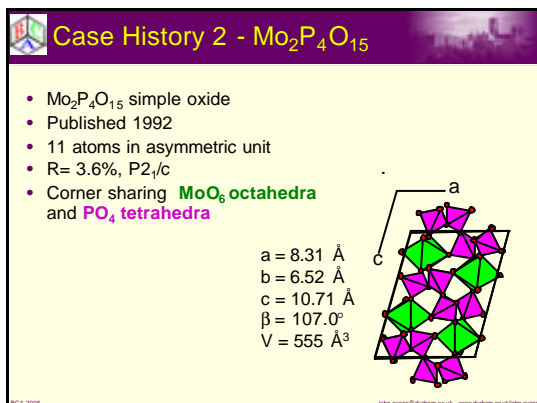 Case History 2 - Mo₂P₄O₁₅
• Mo₂P₄O₁₅ simple oxide
• Published 1992
• 11 atoms in asymmetric unit
• R= 3.6%, P2₁/c
• Corner sharing MoO₆ octahedra
and PO₄ tetrahedra
a
c
a = 8.31 Å
b = 6.52 Å
c = 10.71 Å
β = 107.0°
V = 555 Å³